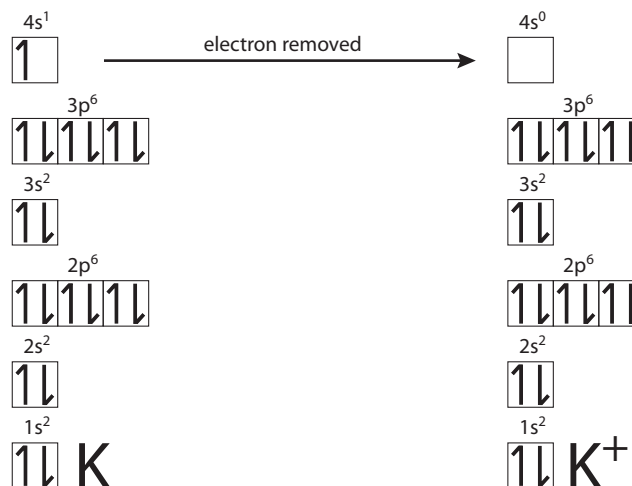 4s¹ electron removed 4s⁰
3p⁶ 3p⁶
3s² 3s²
2p⁶ 2p⁶
2s² 2s²
1s² 1s²
K K⁺